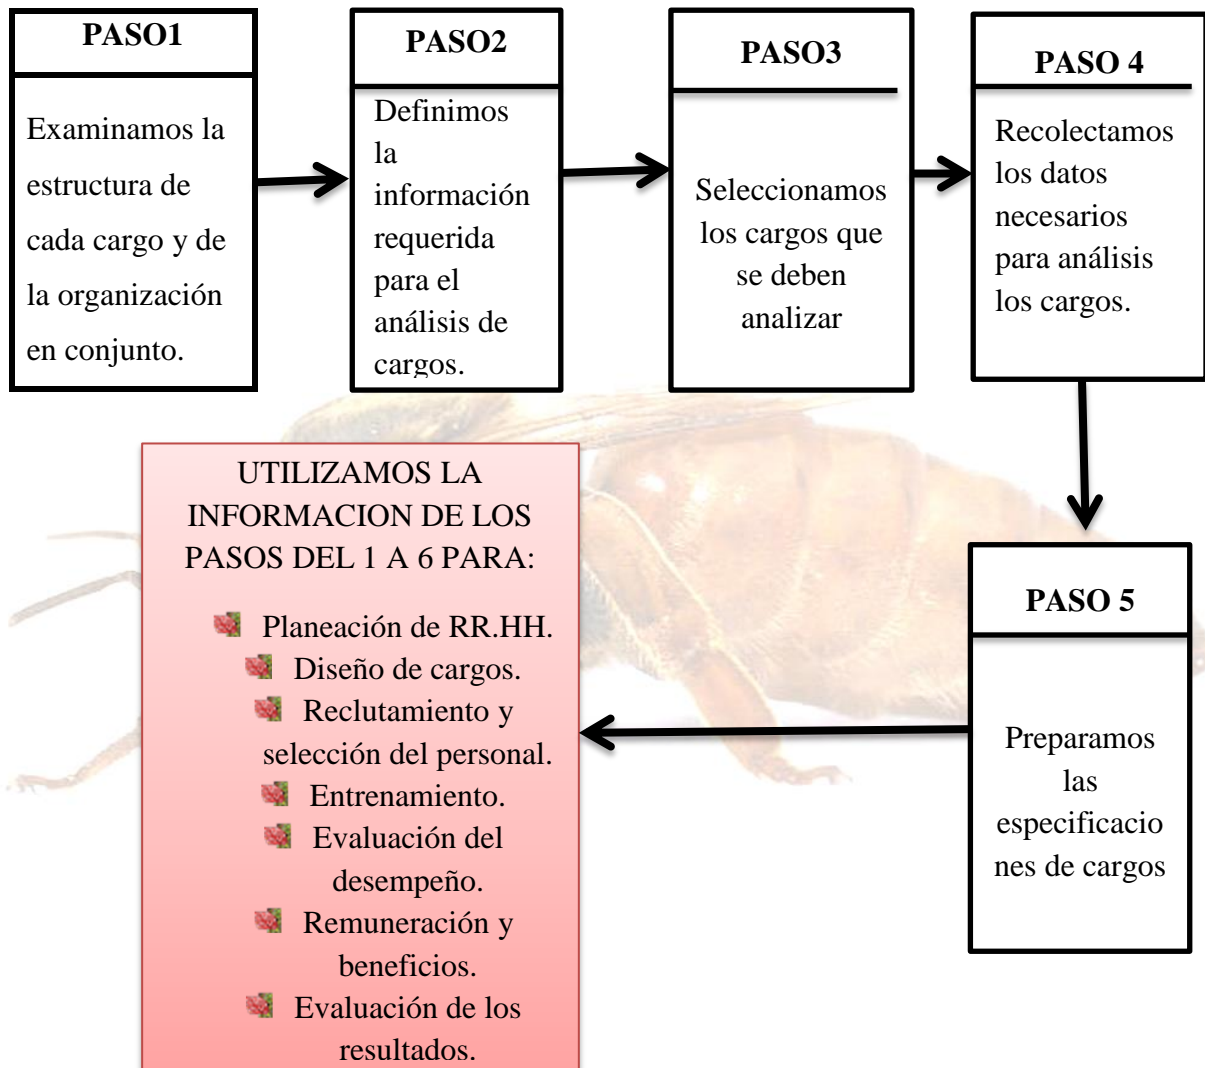 PASO1
Examinamos la
estructura de
cada cargo y de
la organización
en conjunto.
PASO2
Definimos
la
información
requerida
para el
análisis de
cargos.
PASO3
Seleccionamos
los cargos que
se deben
analizar
PASO 4
Recolectamos
los datos
necesarios
para análisis
los cargos.
PASO 5
Preparamos
las
especificacio
nes de cargos
UTILIZAMOS LA
INFORMACION DE LOS
PASOS DEL 1 A 6 PARA:
Planeación de RR.HH.
Diseño de cargos.
Reclutamiento y
selección del personal.
Entrenamiento.
Evaluación del
desempeño.
Remuneración y
beneficios.
Evaluación de los
resultados.